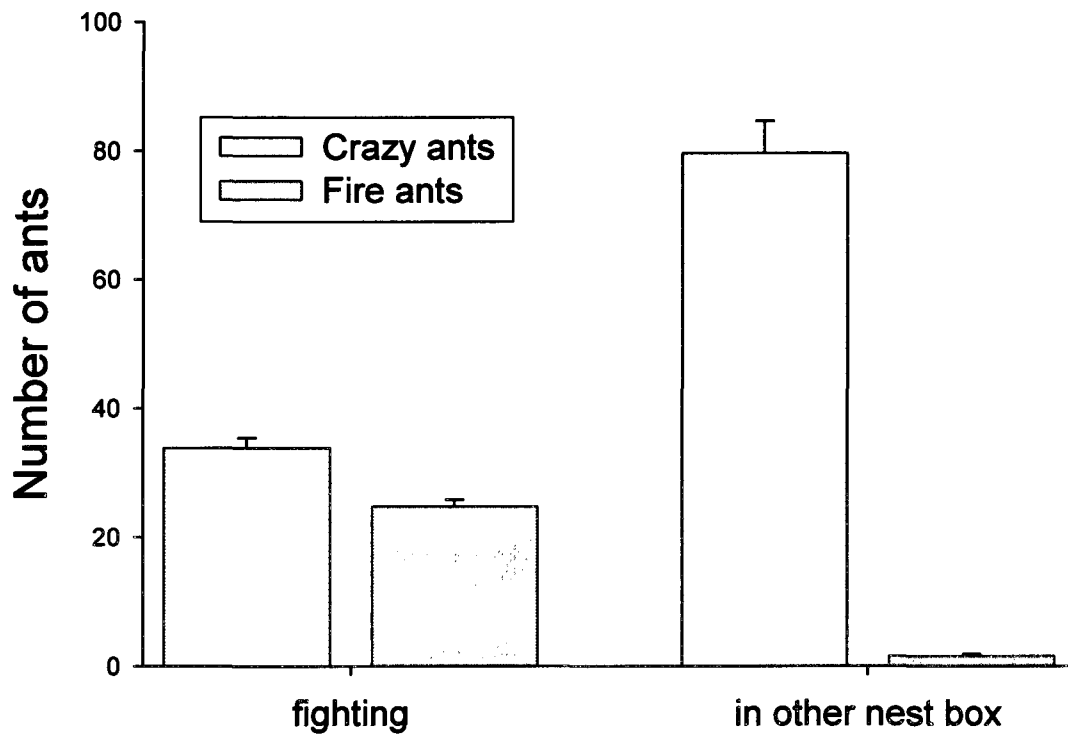 Number of ants
100
80
60
40
20
0
Crazy ants
Fire ants
fighting
in other nest box